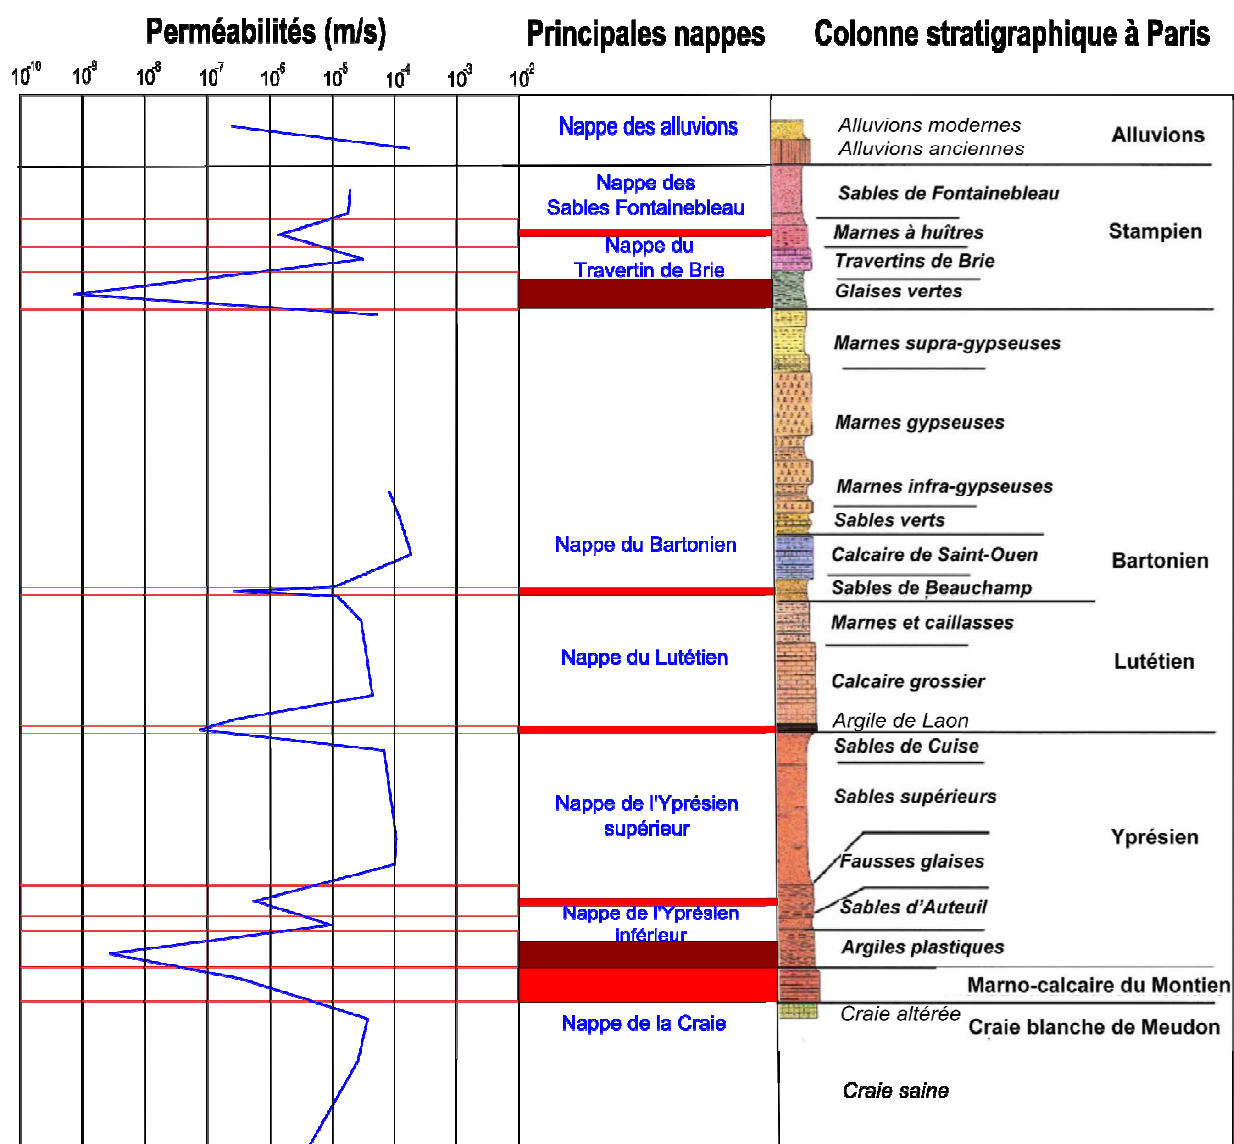 Perméabilités (m/s)
Principales nappes
Colonne stratigraphique à Paris
10-10 10-9 10-8 10-7 10-6 10-5 10-4 10-3 10-2
Nappe des alluvions
Nappe des
Sables Fontainebleau
Nappe du
Travertin de Brie
Nappe du Bartonien
Nappe du Lutétien
Nappe de l'Yprésien
supérieur
Nappe de l'Yprésien
inférieur
Nappe de la Craie
Alluvions modernes
Alluvions anciennes
Alluvions
Sables de Fontainebleau
Marnes à huîtres
Travertins de Brie
Glaises vertes
Stampien
Marnes supra-gypseuses
Marnes gypseuses
Marnes infra-gypseuses
Sables verts
Calcaire de Saint-Ouen
Sables de Beauchamp
Bartonien
Marnes et caillasses
Calcaire grossier
Argile de Laon
Lutétien
Sables de Cuise
Sables supérieurs
Fausses glaises
Sables d'Auteuil
Argiles plastiques
Yprésien
Marno-calcaire du Montien
Craie altérée
Craie blanche de Meudon
Craie saine